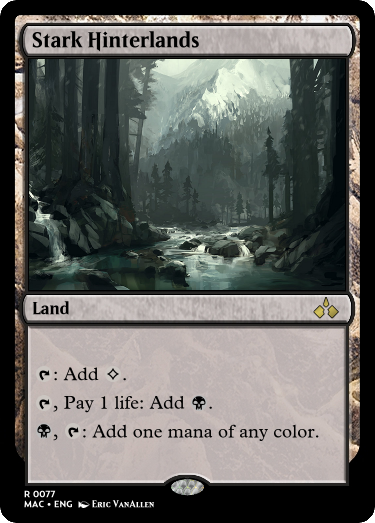 Stark Hinterlands
Land
: Add .
, Pay 1 life: Add .
, : Add one mana of any color.
R 0077
MAC • ENG Eric VanAllen